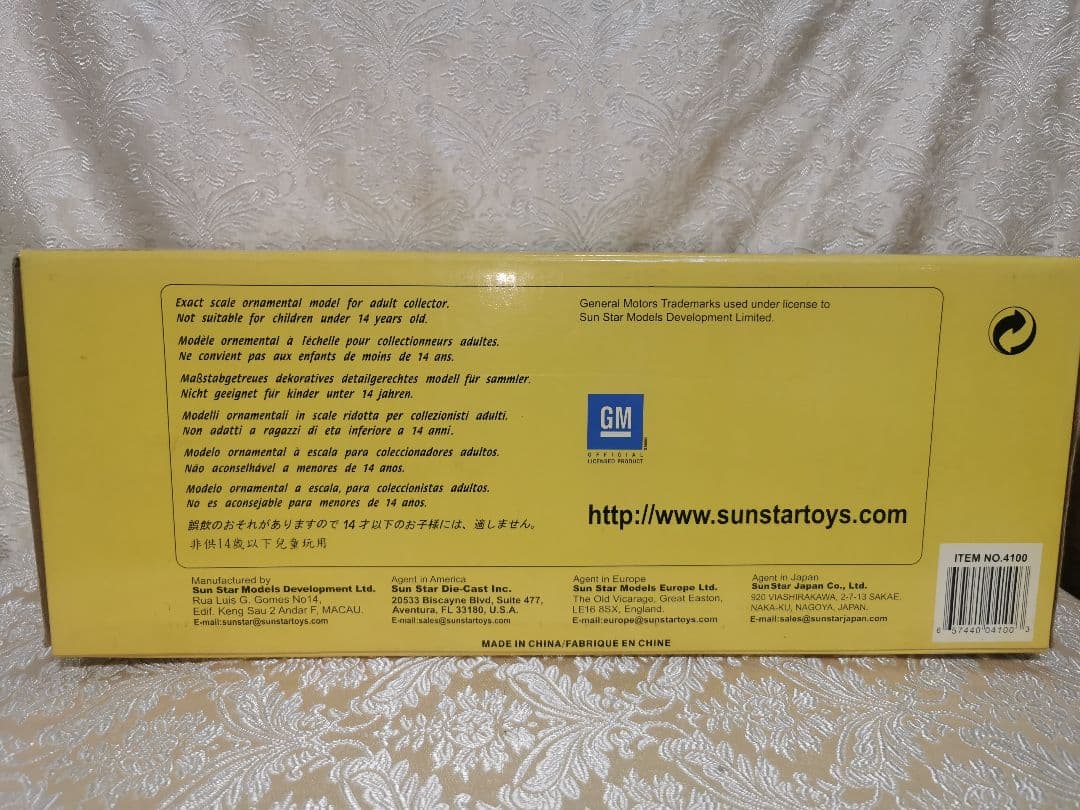 Exact scale ornamental model for adult collector.
Not suitable for children under 14 years old.
Modèle ornemental à l'échelle pour collectionneurs adultes.
Ne convient pas aux enfants de moins de 14 ans.
Maßstabgetreues dekoratives detailgerechtes modell für sammler.
Nicht geeignet für kinder unter 14 jahren.
Modelli ornamentali in scale ridotta per collezionisti adulti.
Non adatti a ragazzi di eta inferiore a 14 anni.
Modelo ornamental à escala para coleccionadores adultos.
Não aconselhável a menores de 14 anos.
Modelo ornamental a escala, para coleccionistas adultos.
No es aconsejable para menores de 14 años.
誤飲のおそれがありますので 14 才以下のお子様には、適しません。
非供14歲以下兒童玩用
General Motors Trademarks used under license to
Sun Star Models Development Limited.
GM
OFFICIAL
LICENSED PRODUCT
http://www.sunstartoys.com
Manufactured by
Sun Star Models Development Ltd.
Rua Luis G. Gomes No14,
Edif. Keng Sau 2 Andar F, MACAU.
E-mail:sunstar@sunstartoys.com
Agent in America
Sun Star Die-Cast Inc.
20533 Biscayne Blvd, Suite 477,
Aventura, FL 33180, U.S.A.
E-mail:sales@sunstartoys.com
Agent in Europe
Sun Star Models Europe Ltd.
The Old Vicarage, Great Easton,
LE16 8SX, England.
E-mail:europe@sunstartoys.com
Agent in Japan
Sun Star Japan Co., Ltd.
920 VIASHIRAKAWA, 2-7-13 SAKAE.
NAKA-KU, NAGOYA, JAPAN.
E-mail:sales@sunstarjapan.com
ITEM NO.4100
6 57440 04100 3
MADE IN CHINA/FABRIQUE EN CHINE